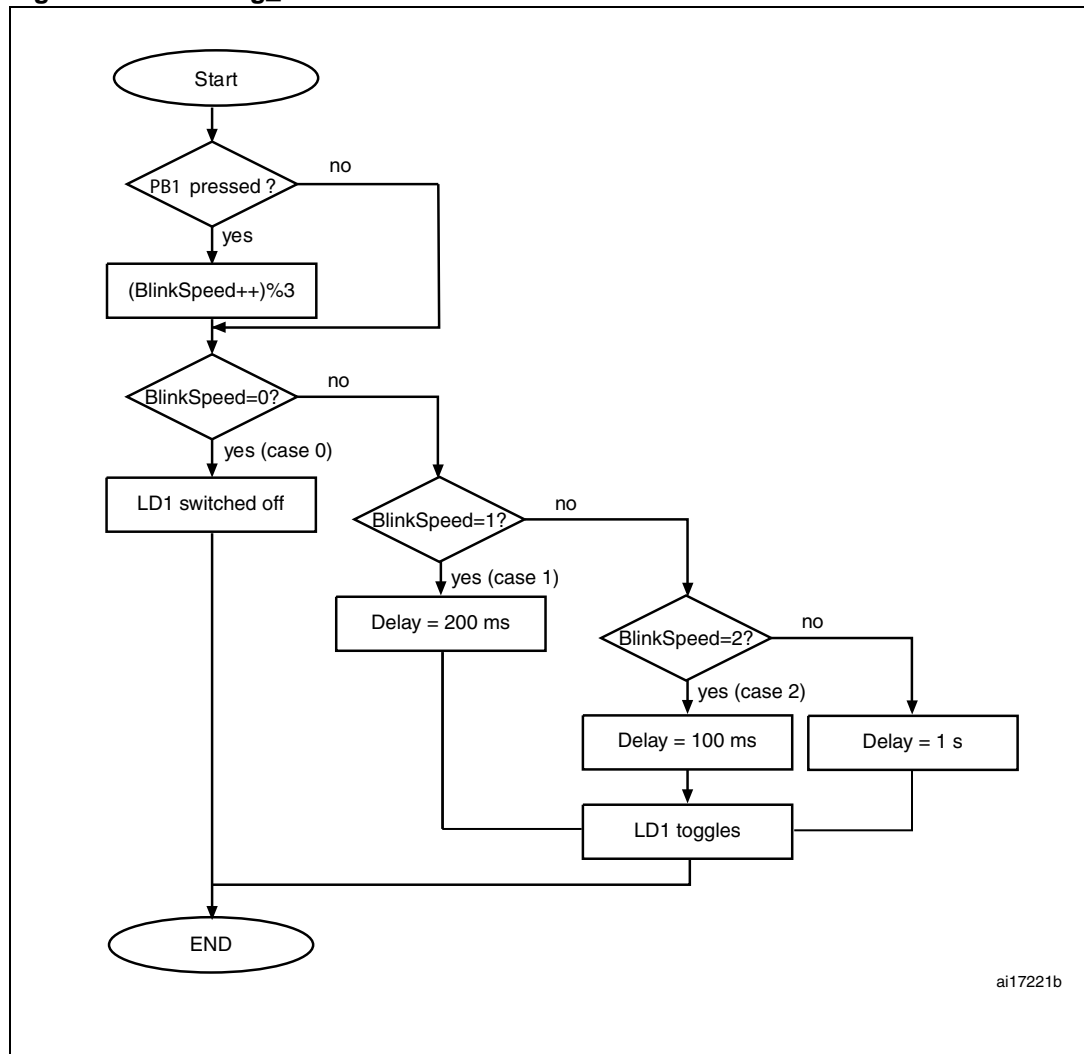 Start
PB1 pressed ?
no
yes
(BlinkSpeed++)%3
BlinkSpeed=0?
no
yes (case 0)
LD1 switched off
BlinkSpeed=1?
no
yes (case 1)
Delay = 200 ms
BlinkSpeed=2?
no
yes (case 2)
Delay = 100 ms
Delay = 1 s
LD1 toggles
END
ai17221b